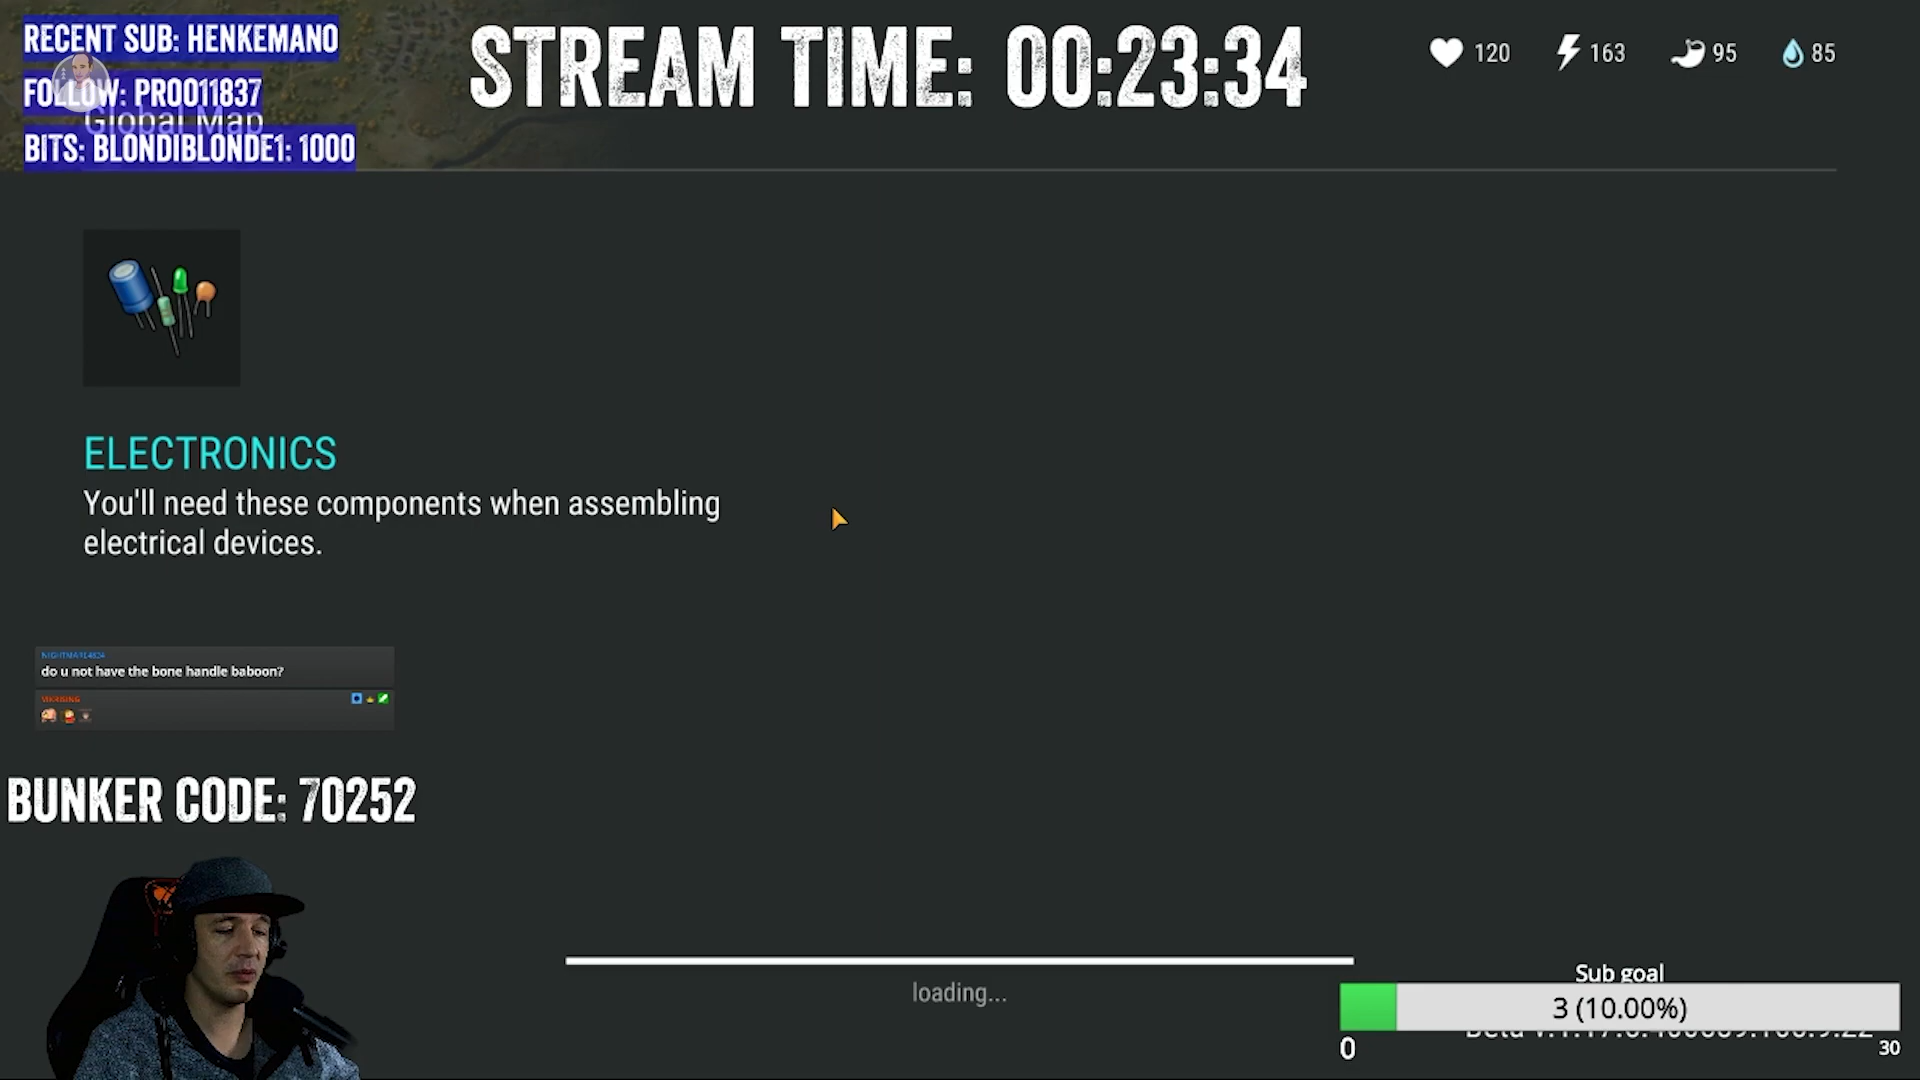 RECENT SUB: HENKEMANO
FOLLOW: PRO011837
Global Map
BITS: BLONDIBLONDE1: 1000
STREAM TIME: 00:23:34
120
163
95
85
ELECTRONICS
You'll need these components when assembling
electrical devices.
do u not have the bone handle baboon?
BUNKER CODE: 70252
loading...
Sub goal
3 (10.00%)
0
30